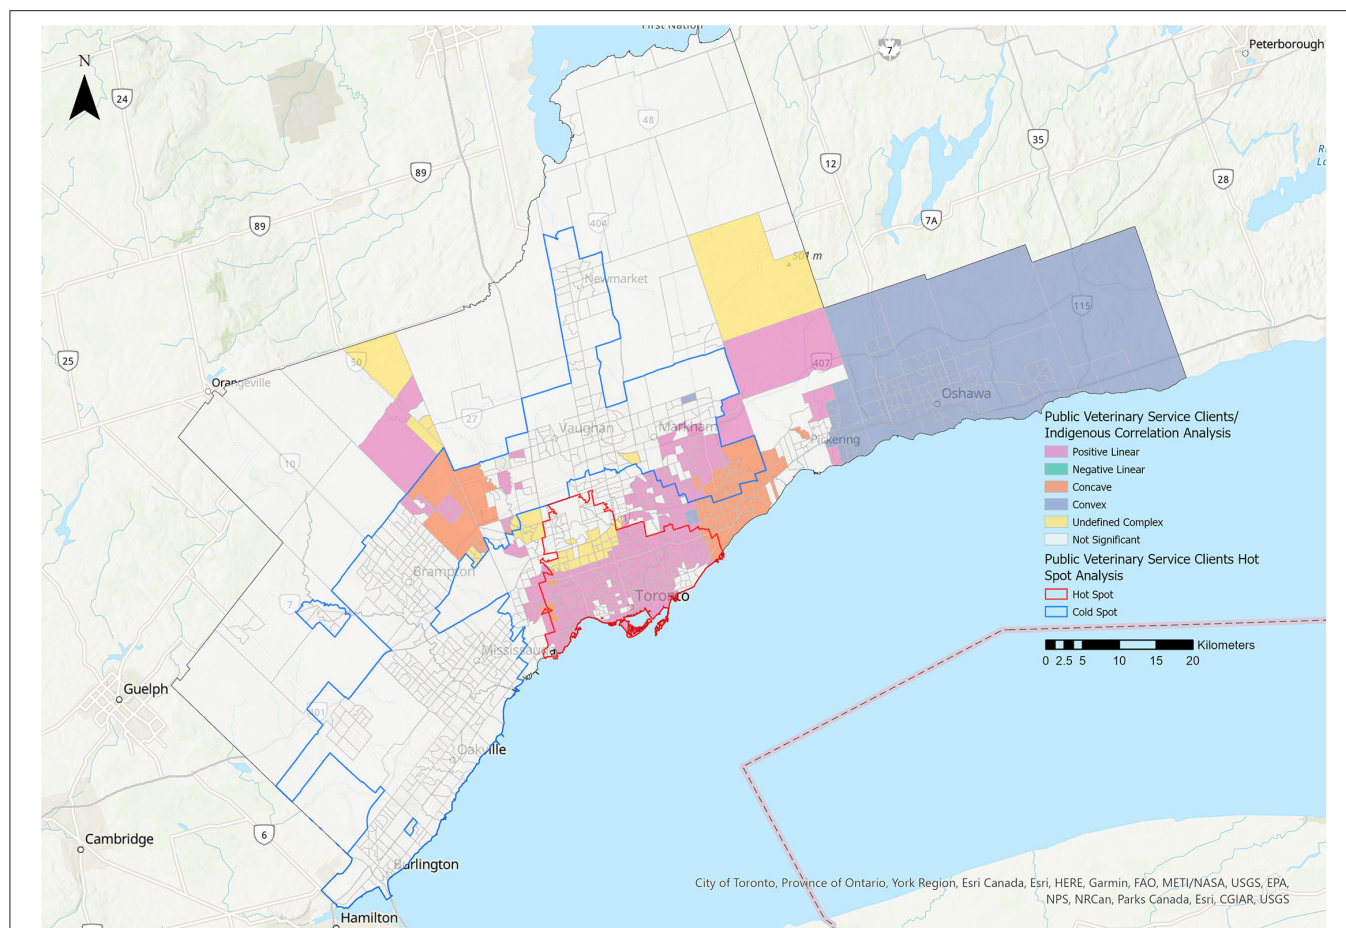 First Nation
N
7
Peterborough
24
48
35
12
89
28
7A
89
404
501 m
Newmarket
115
25
50
407
Orangeville
Oshawa
27
Vaughan
Markham
Pickering
10
Brampton
7
Toronto
Mississauga
Guelph
401
Oakville
Cambridge
6
Burlington
Hamilton
Public Veterinary Service Clients/
Indigenous Correlation Analysis
Positive Linear
Negative Linear
Concave
Convex
Undefined Complex
Not Significant
Public Veterinary Service Clients Hot
Spot Analysis
Hot Spot
Cold Spot
Kilometers
0 2.5 5 10 15 20
City of Toronto, Province of Ontario, York Region, Esri Canada, Esri, HERE, Garmin, FAO, METI/NASA, USGS, EPA,
NPS, NRCan, Parks Canada, Esri, CGIAR, USGS